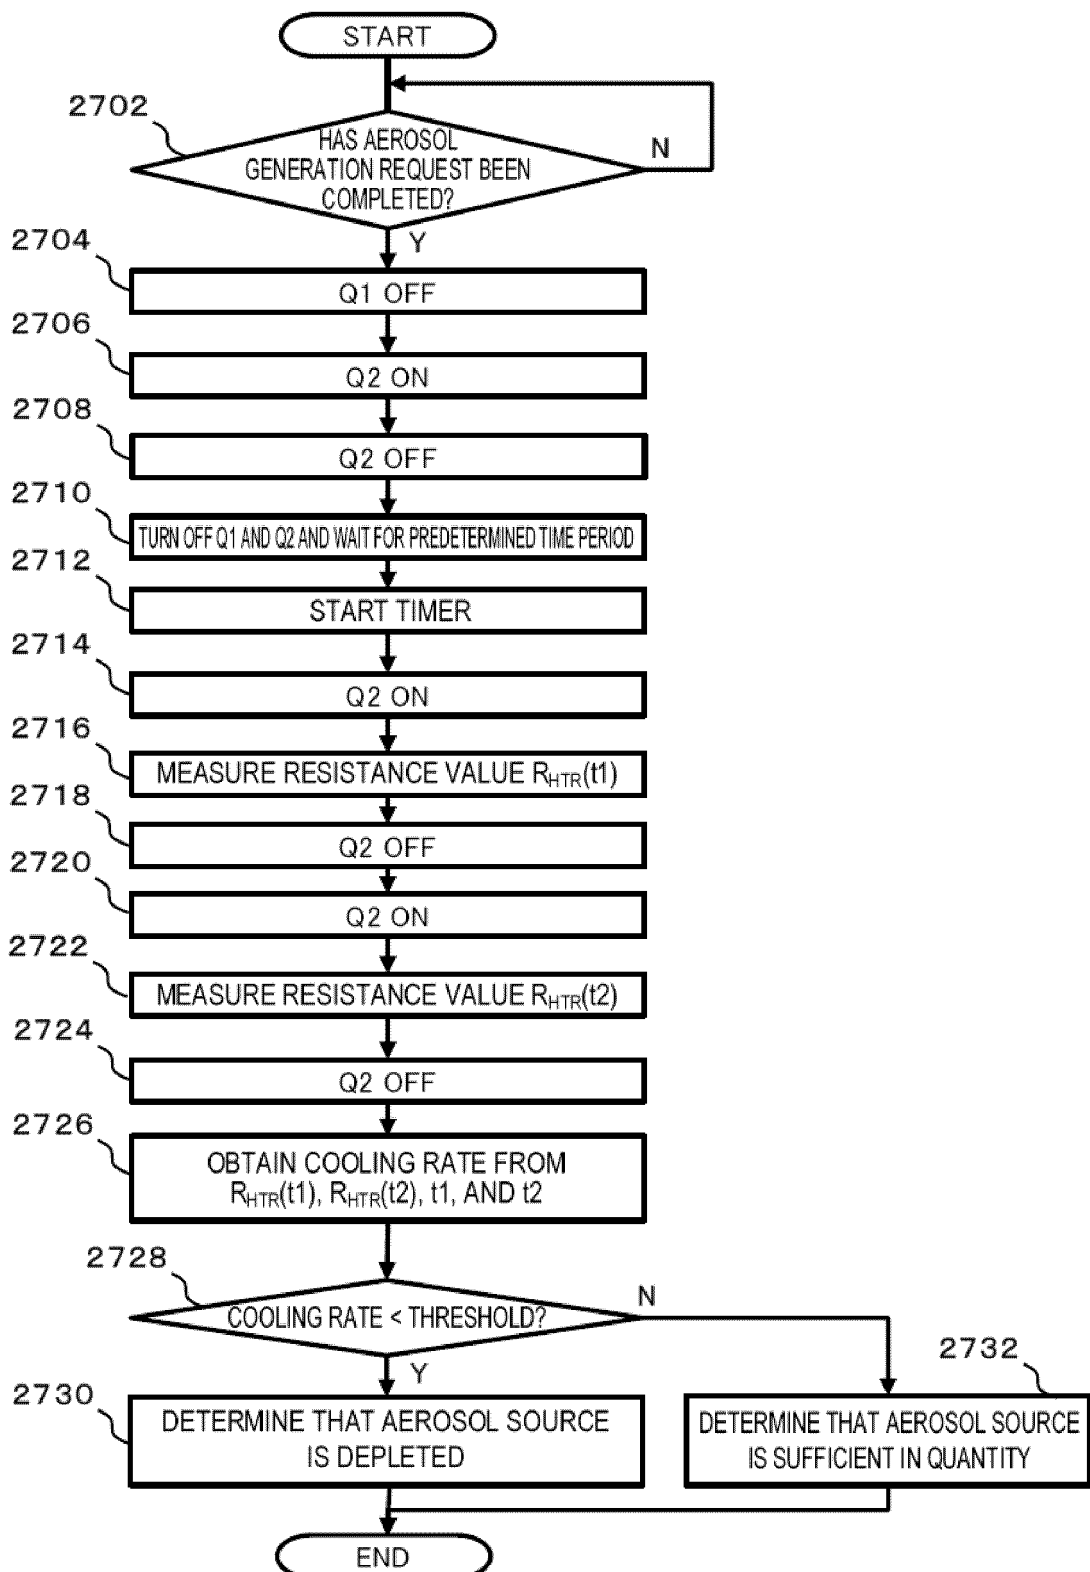 START
2702
HAS AEROSOL
GENERATION REQUEST BEEN
COMPLETED?
N
Y
2704
Q1 OFF
2706
Q2 ON
2708
Q2 OFF
2710
TURN OFF Q1 AND Q2 AND WAIT FOR PREDETERMINED TIME PERIOD
2712
START TIMER
2714
Q2 ON
2716
MEASURE RESISTANCE VALUE RHTR(t1)
2718
Q2 OFF
2720
Q2 ON
2722
MEASURE RESISTANCE VALUE RHTR(t2)
2724
Q2 OFF
2726
OBTAIN COOLING RATE FROM
RHTR(t1), RHTR(t2), t1, AND t2
2728
COOLING RATE < THRESHOLD?
N
Y
2730
DETERMINE THAT AEROSOL SOURCE
IS DEPLETED
2732
DETERMINE THAT AEROSOL SOURCE
IS SUFFICIENT IN QUANTITY
END